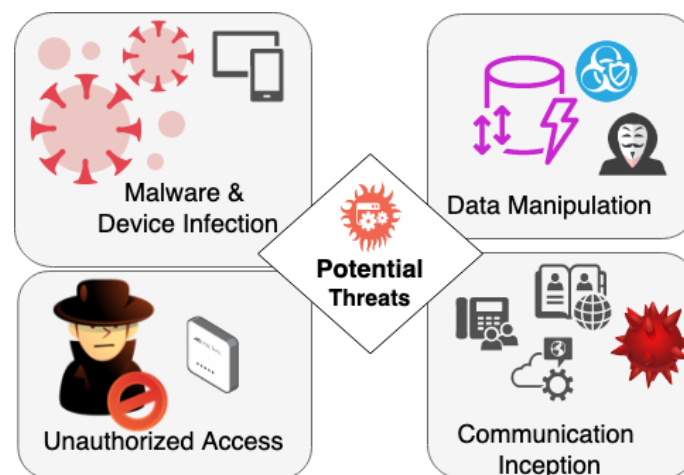 Malware &
Device Infection
Data Manipulation
Potential
Threats
Unauthorized Access
Communication
Inception